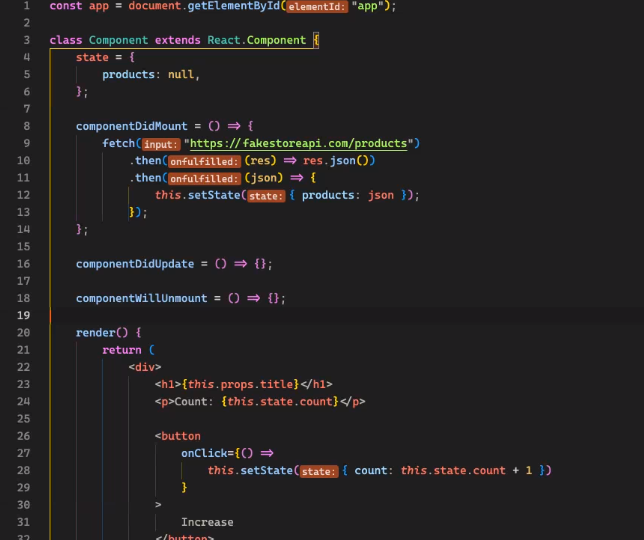 1 const app = document.getElementById(elementId: "app");
2
3 class Component extends React.Component {
4 state = {
5 products: null,
6 };
7
8 componentDidMount = () => {
9 fetch(input: "https://fakestoreapi.com/products")
10 .then(onfulfilled: (res) => res.json())
11 .then(onfulfilled: (json) => {
12 this.setState(state: { products: json });
13 });
14 };
15
16 componentDidUpdate = () => {};
17
18 componentWillUnmount = () => {};
19
20 render() {
21 return (
22 <div>
23 <h1>{this.props.title}</h1>
24 <p>Count: {this.state.count}</p>
25
26 <button
27 onClick={() =>
28 this.setState(state: { count: this.state.count + 1 })
29 }
30 >
31 Increase
32 </button>